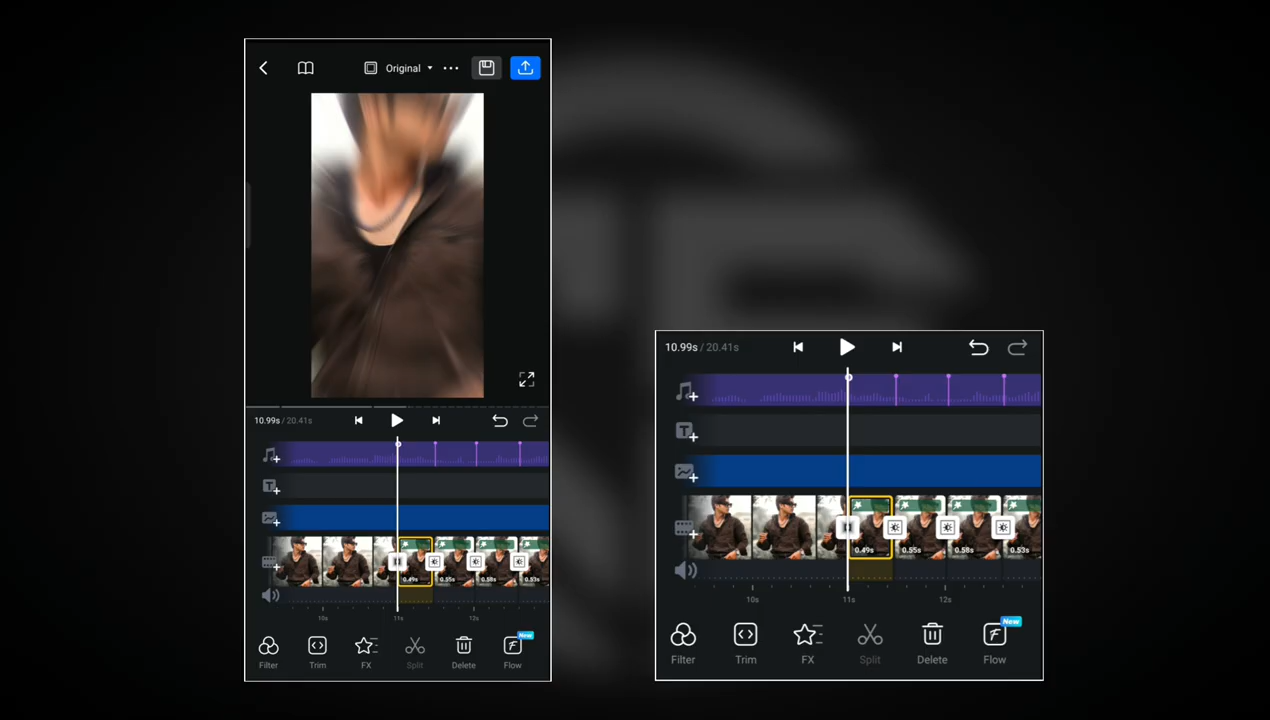 Original
10.99s / 20.41s
0.49s
0.55s
0.58s
0.53s
10s
11s
12s
Filter
Trim
FX
Split
Delete
Flow
New
10.99s / 20.41s
0.49s
0.55s
0.58s
0.53s
10s
11s
12s
Filter
Trim
FX
Split
Delete
Flow
New